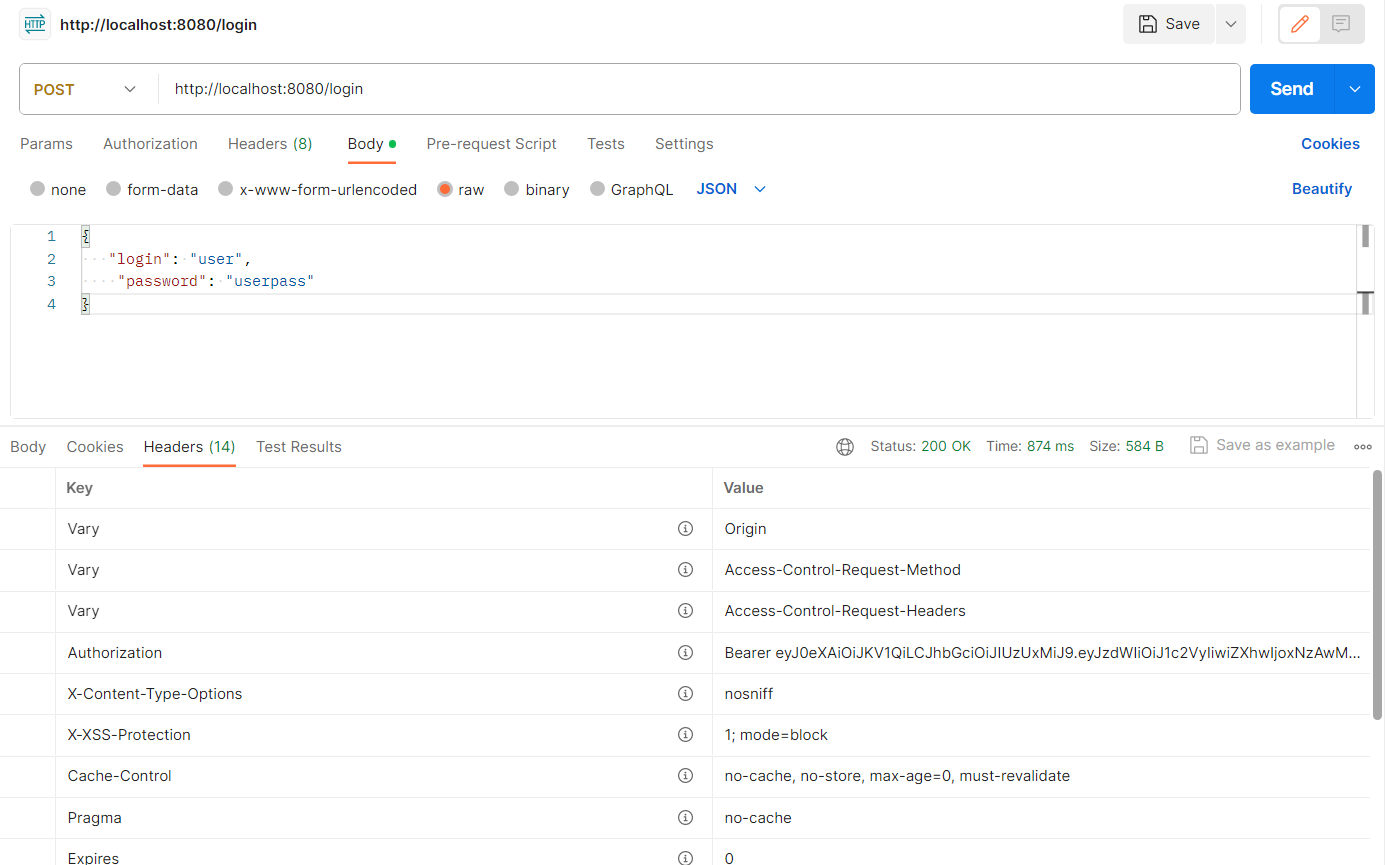 HTTP http://localhost:8080/login Save
POST http://localhost:8080/login Send
Params Authorization Headers (8) Body Pre-request Script Tests Settings Cookies
none form-data x-www-form-urlencoded raw binary GraphQL JSON Beautify
1 {
2 "login": "user",
3 "password": "userpass"
4 }
Body Cookies Headers (14) Test Results Status: 200 OK Time: 874 ms Size: 584 B Save as example
Key Value
Vary Origin
Vary Access-Control-Request-Method
Vary Access-Control-Request-Headers
Authorization Bearer eyJ0eXAiOiJKV1QiLCJhbGciOiJIUzUxMiJ9.eyJzdWIiOiJ1c2VyIiwiZXhwIjoxNzAwM...
X-Content-Type-Options nosniff
X-XSS-Protection 1; mode=block
Cache-Control no-cache, no-store, max-age=0, must-revalidate
Pragma no-cache
Expires 0